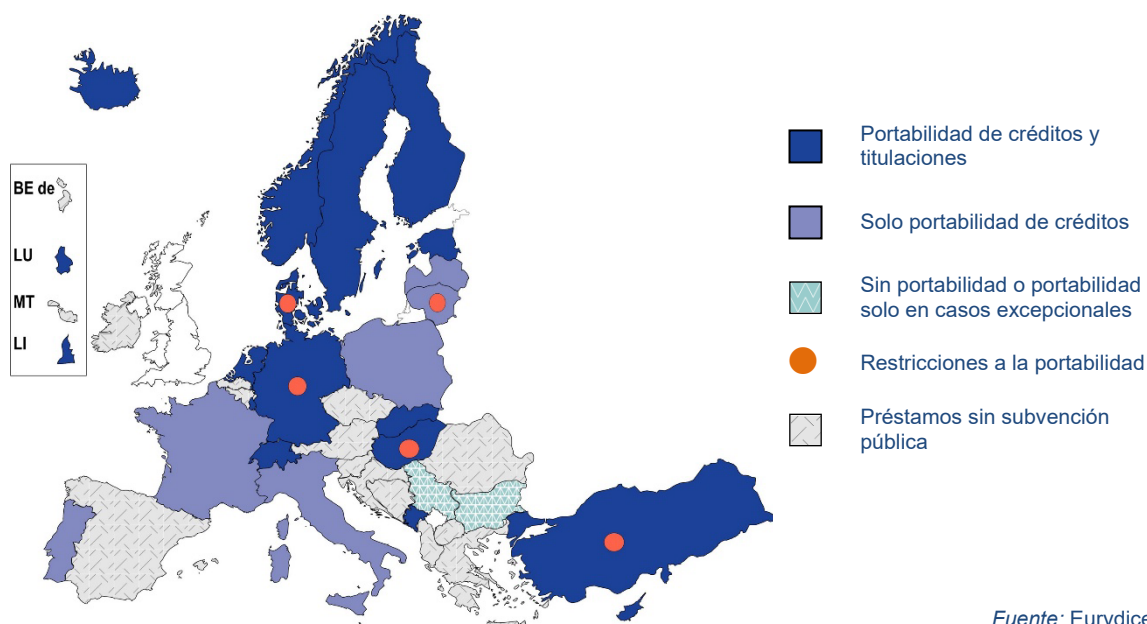 BE de
LU
MT
LI
Portabilidad de créditos y
titulaciones
Solo portabilidad de créditos
Sin portabilidad o portabilidad
solo en casos excepcionales
Restricciones a la portabilidad
Préstamos sin subvención
pública
Fuente: Eurydice